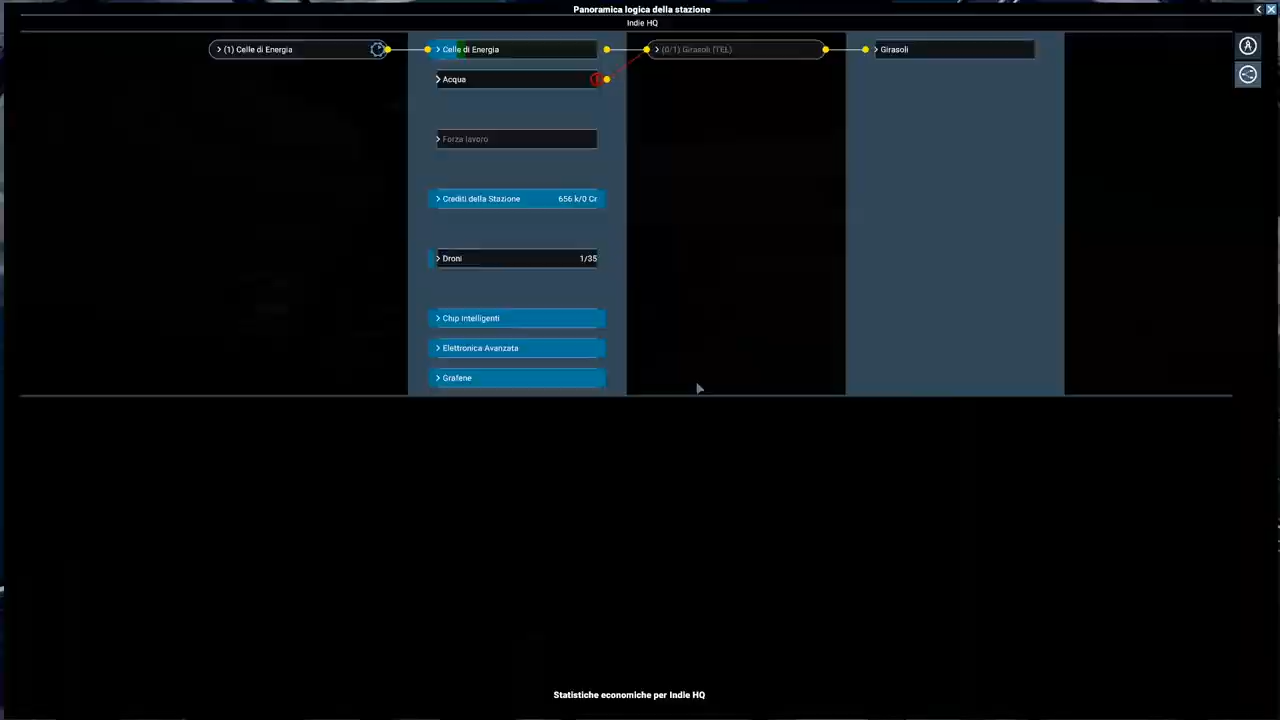 Panoramica logica della stazione
Indie HQ
(1) Celle di Energia
Celle di Energia
(0/1) Girasoli (TEL)
Girasoli
Acqua
Forza lavoro
Crediti della Stazione 656 k/0 Cr
Droni 1/35
Chip Intelligenti
Elettronica Avanzata
Grafene
Statistiche economiche per Indie HQ